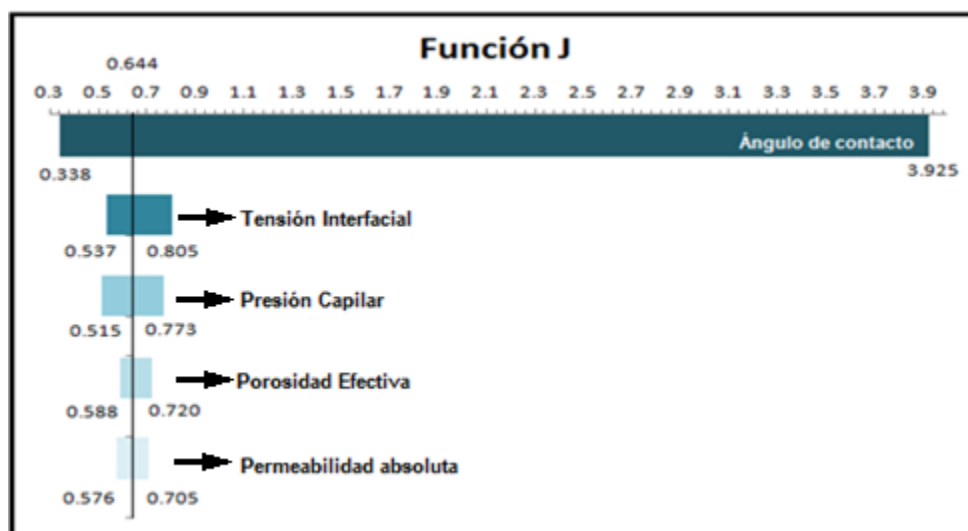 Función J
0.644
0.3 0.5 0.7 0.9 1.1 1.3 1.5 1.7 1.9 2.1 2.3 2.5 2.7 2.9 3.1 3.3 3.5 3.7 3.9
Ángulo de contacto
0.338 3.925
Tensión Interfacial
0.537 0.805
Presión Capilar
0.515 0.773
Porosidad Efectiva
0.588 0.720
Permeabilidad absoluta
0.576 0.705